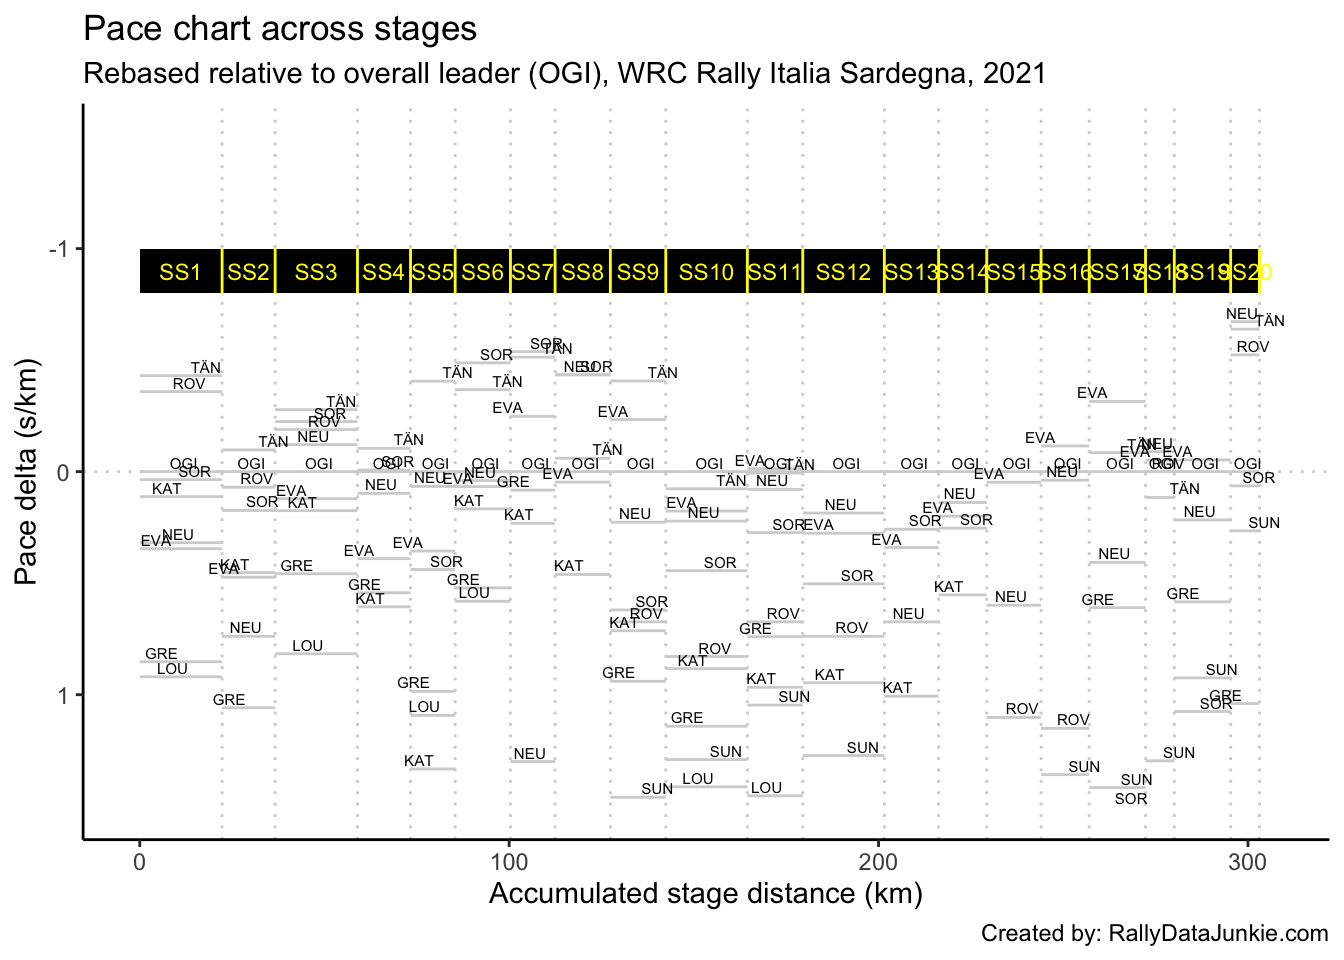 Pace chart across stages
Rebased relative to overall leader (OGI), WRC Rally Italia Sardegna, 2021
Pace delta (s/km)
-1
0
1
SS1 SS2 SS3 SS4 SS5 SS6 SS7 SS8 SS9 SS10 SS11 SS12 SS13 SS14 SS15 SS16 SS17 SS18 SS19 SS20
TÄN ROV OGI SOR KAT NEU EVA GRE LOU
TÄN OGI ROV SOR KAT EVA NEU GRE
TÄN SOR ROV NEU OGI EVA KAT GRE LOU
TÄN OGI SOR NEU EVA GRE KAT
TÄN OGI NEU EVA SOR GRE LOU KAT
SOR TÄN OGI NEU KAT GRE LOU
SOR TÄN EVA OGI GRE KAT NEU
NEU SOR TÄN OGI EVA KAT
TÄN EVA OGI NEU SOR ROV KAT GRE SUN
OGI TÄN EVA NEU SOR ROV KAT GRE SUN LOU
EVA OGI TÄN NEU SOR ROV GRE KAT SUN LOU
OGI NEU EVA SOR ROV KAT SUN
OGI SOR EVA NEU KAT
OGI NEU EVA SOR KAT
OGI EVA NEU ROV
EVA OGI NEU ROV SUN
EVA OGI NEU GRE SUN SOR
TÄN NEU EVA OGI ROV TÄN SUN
EVA OGI NEU GRE SUN SOR
NEU TÄN ROV OGI SOR SUN GRE
0 100 200 300
Accumulated stage distance (km)
Created by: RallyDataJunkie.com